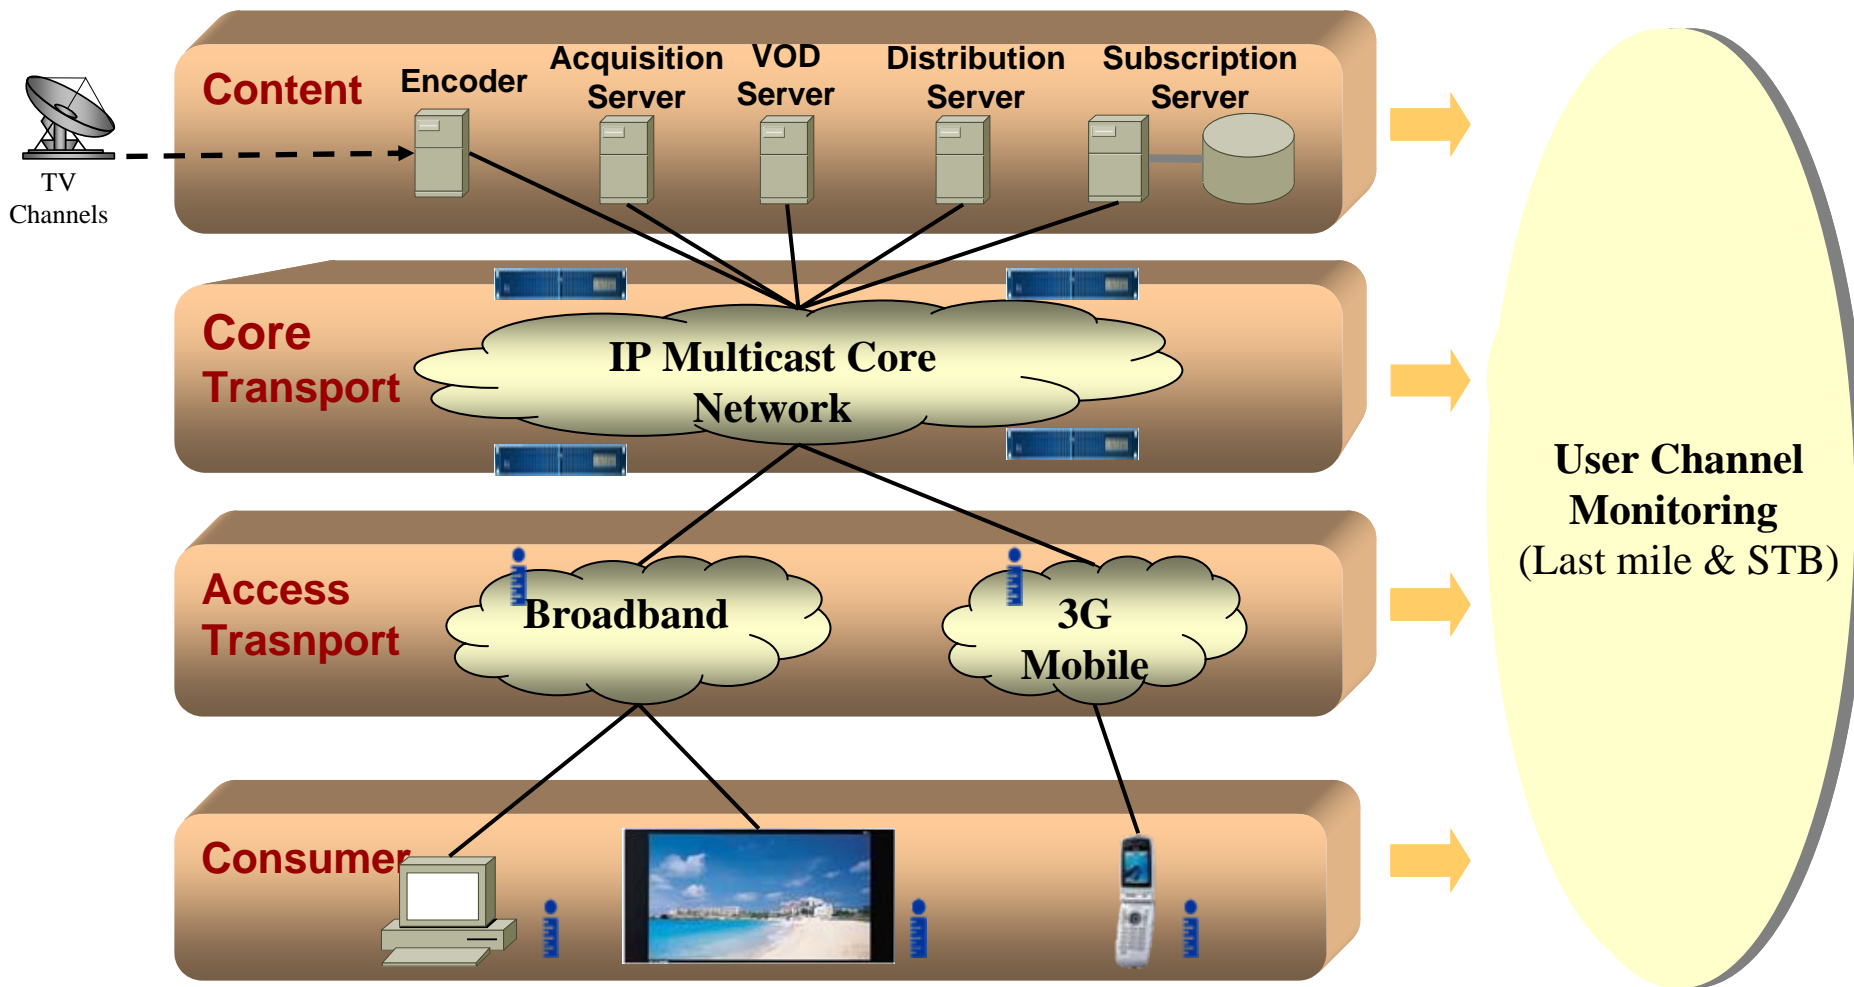 Content
Encoder
Acquisition
Server
VOD
Server
Distribution
Server
Subscription
Server
TV
Channels
Core
Transport
IP Multicast Core
Network
Access
Trasnport
Broadband
3G
Mobile
Consumer
User Channel
Monitoring
(Last mile & STB)